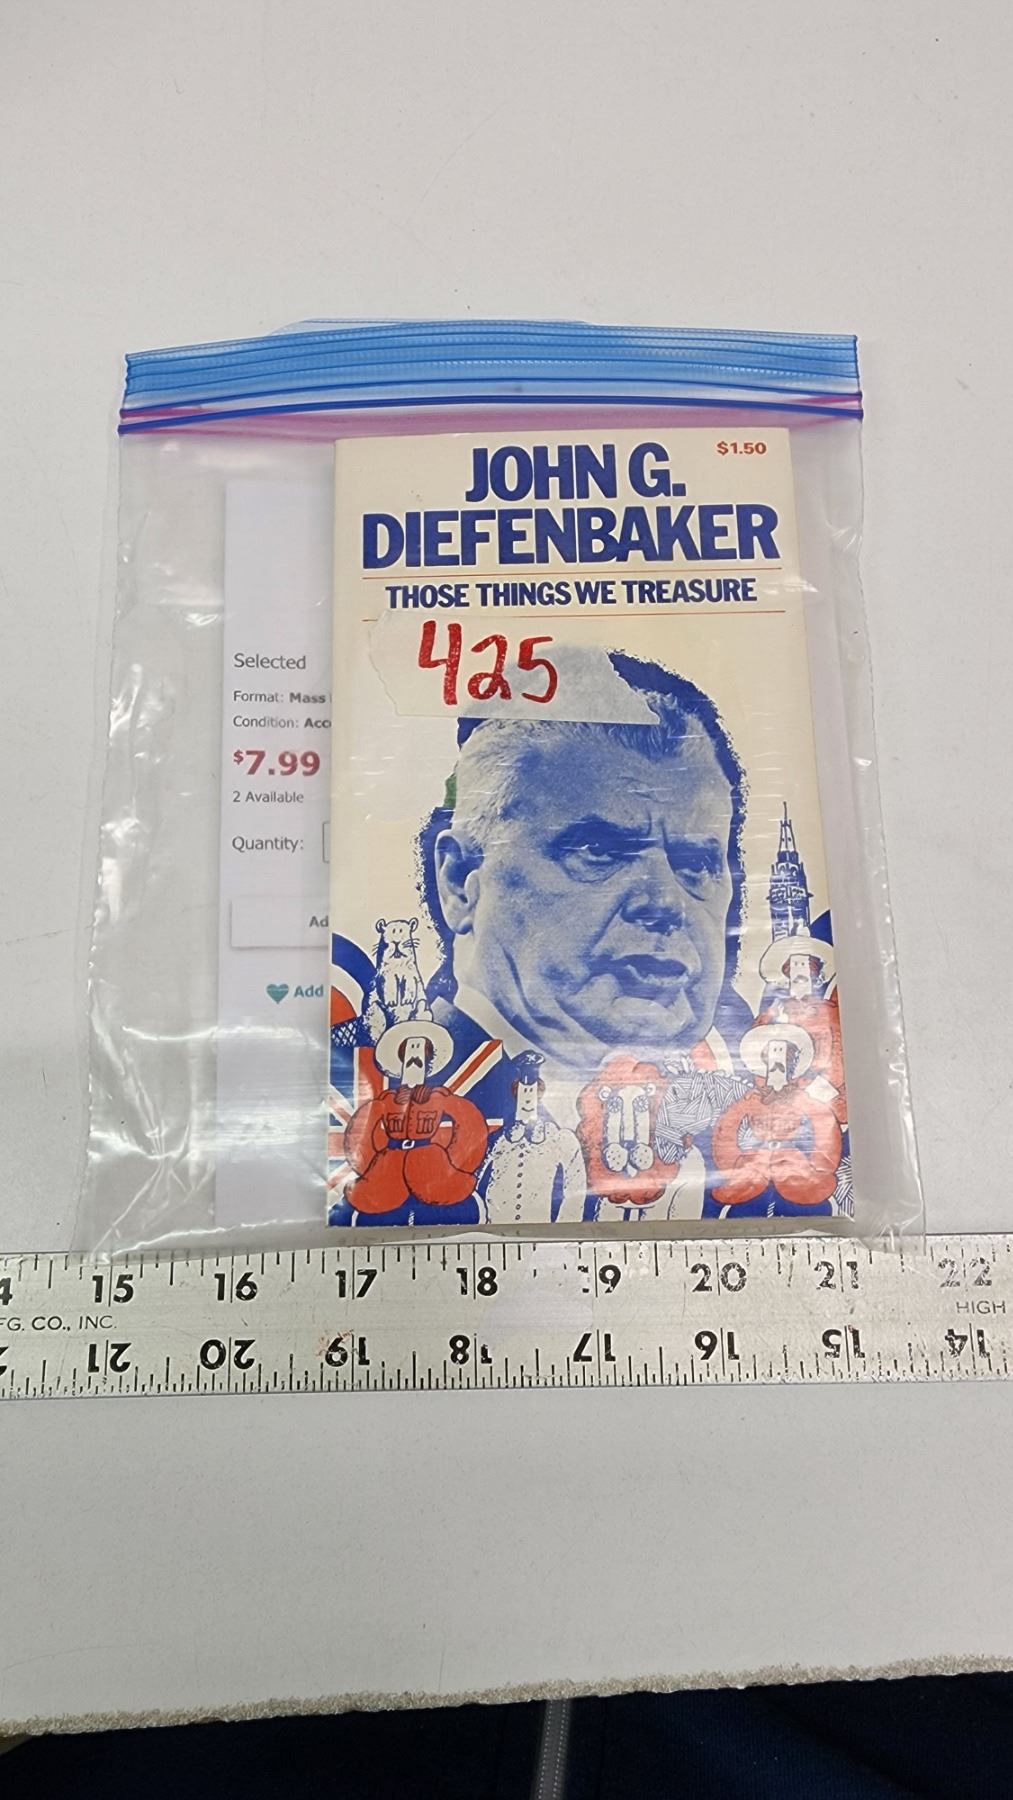 JOHN G.
$1.50
DIEFENBAKER
THOSE THINGS WE TREASURE
425
Selected
Format: Mass
Condition: Acc
$7.99
2 Available
Quantity:
Ad
Add
15 16 17 18 19 20 21 22
FG. CO., INC.
HIGH
21 20 19 18 17 16 15 14